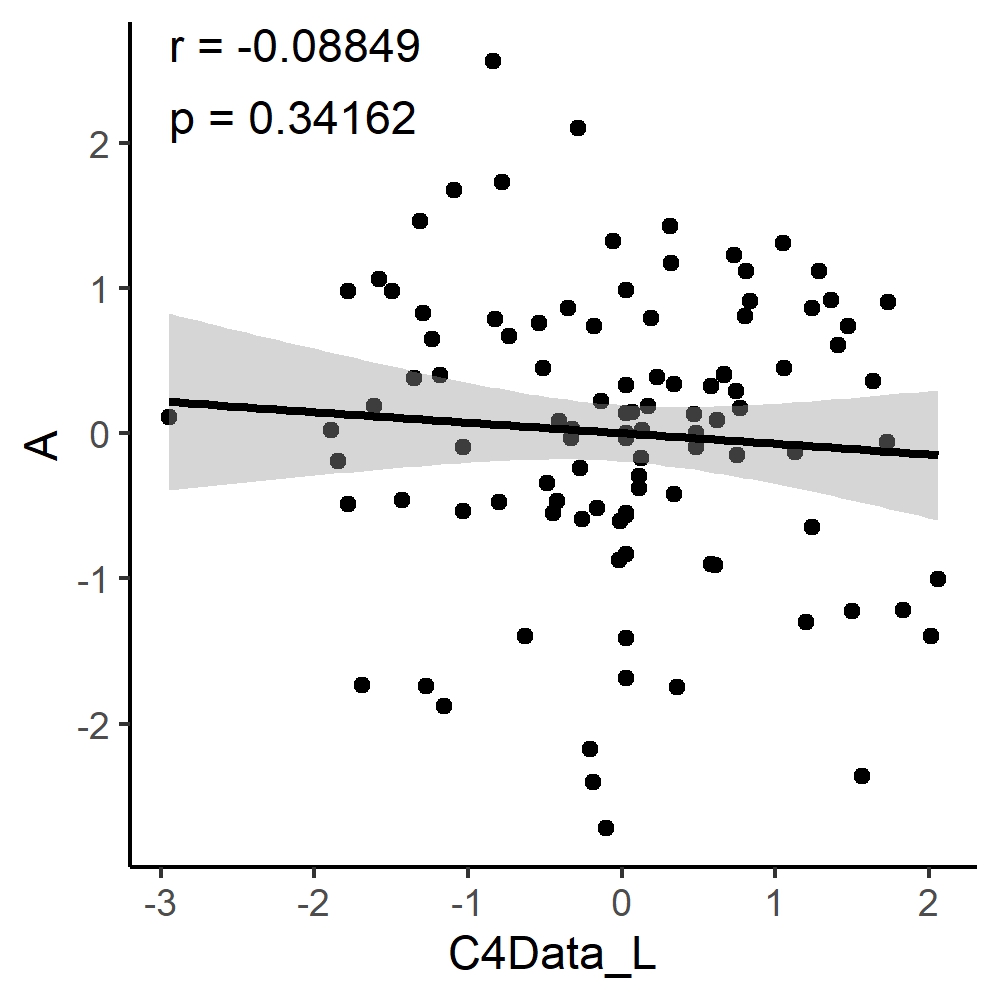 r = -0.08849
p = 0.34162
2
1
0
-1
-2
A
-3 -2 -1 0 1 2
C4Data_L